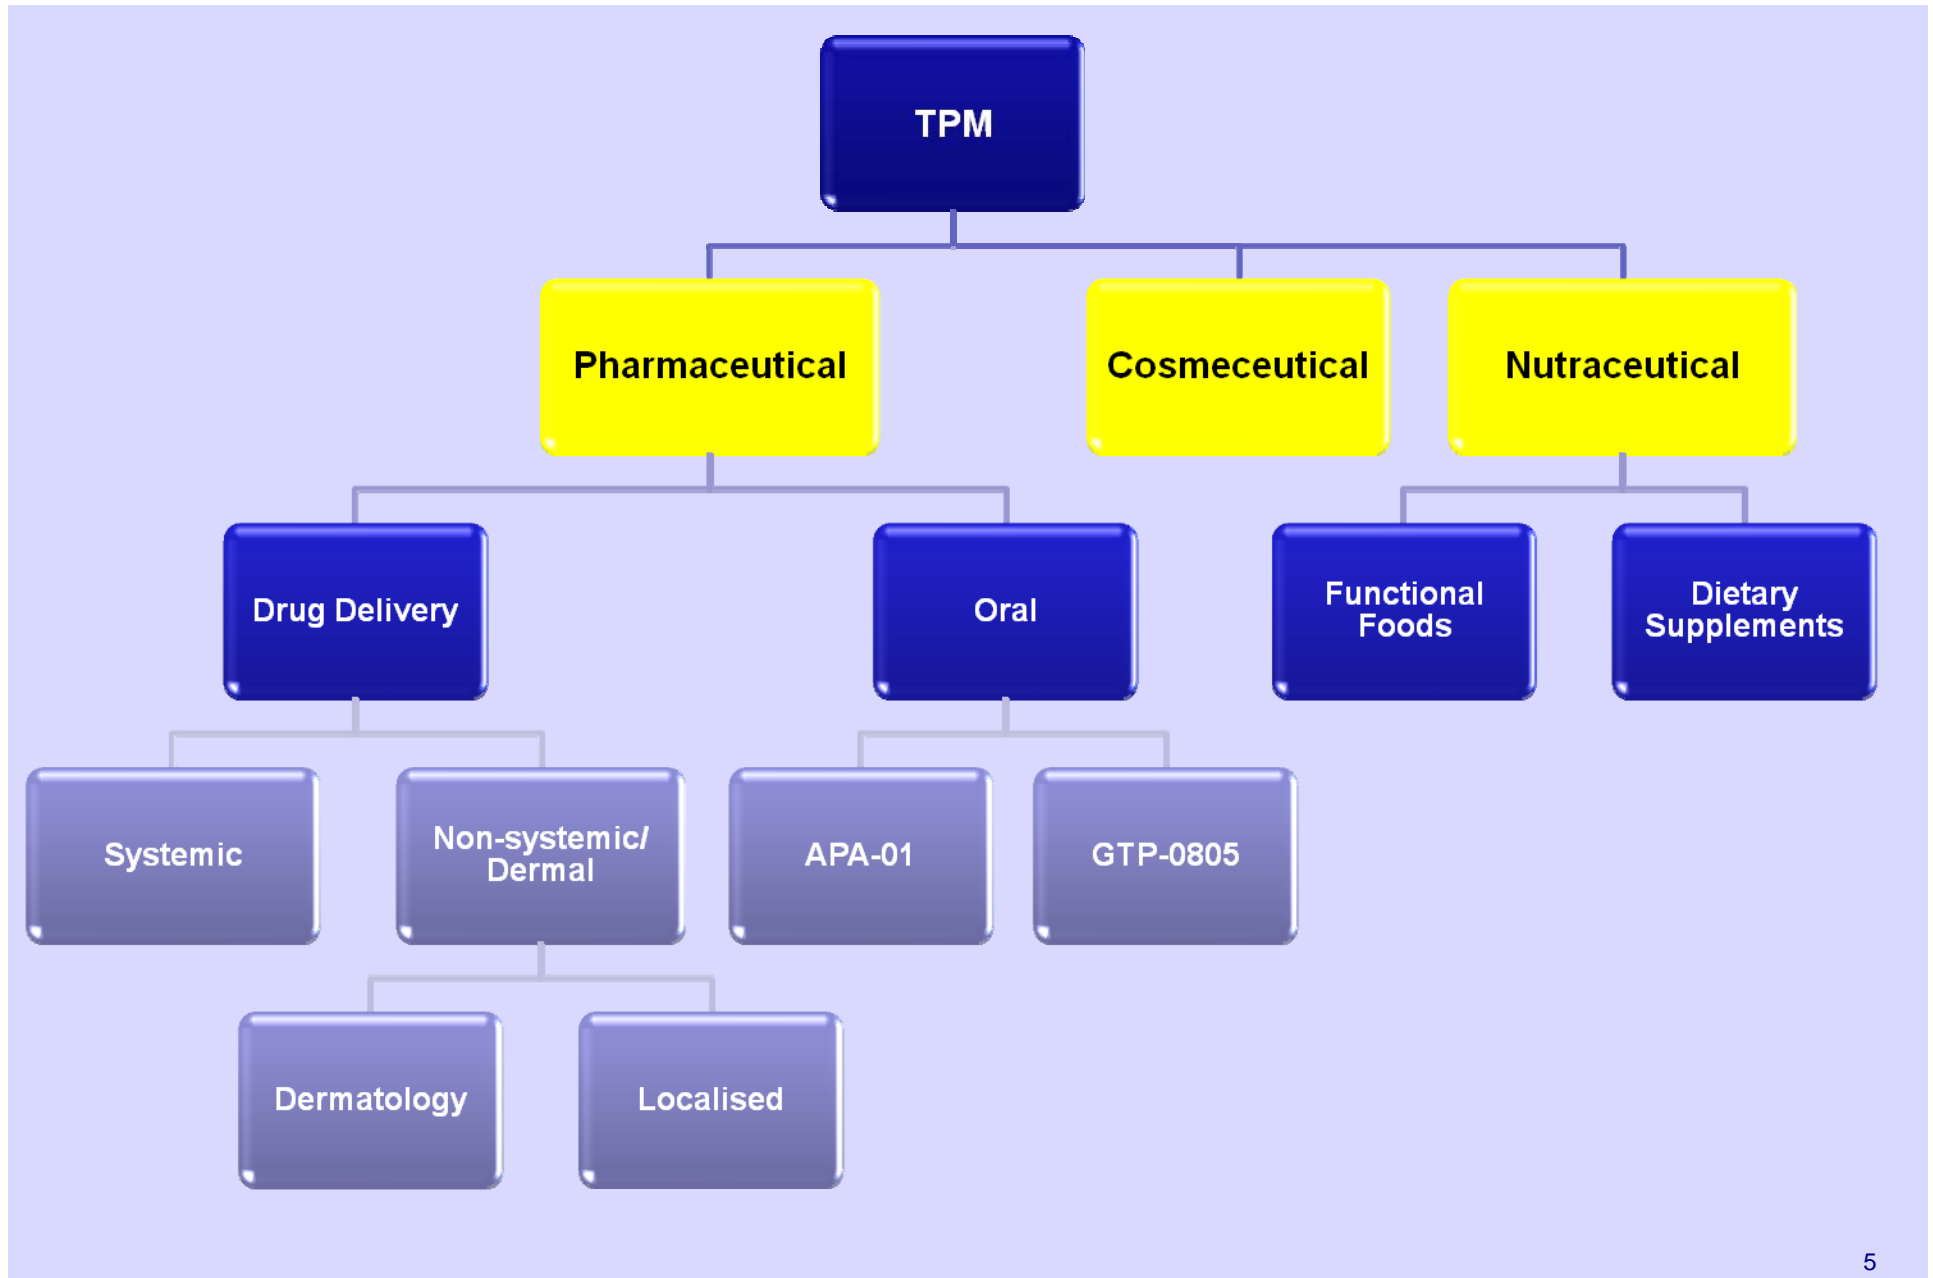 TPM
Pharmaceutical
Cosmeceutical
Nutraceutical
Drug Delivery
Oral
Functional
Foods
Dietary
Supplements
Systemic
Non-systemic/
Dermal
APA-01
GTP-0805
Dermatology
Localised
5